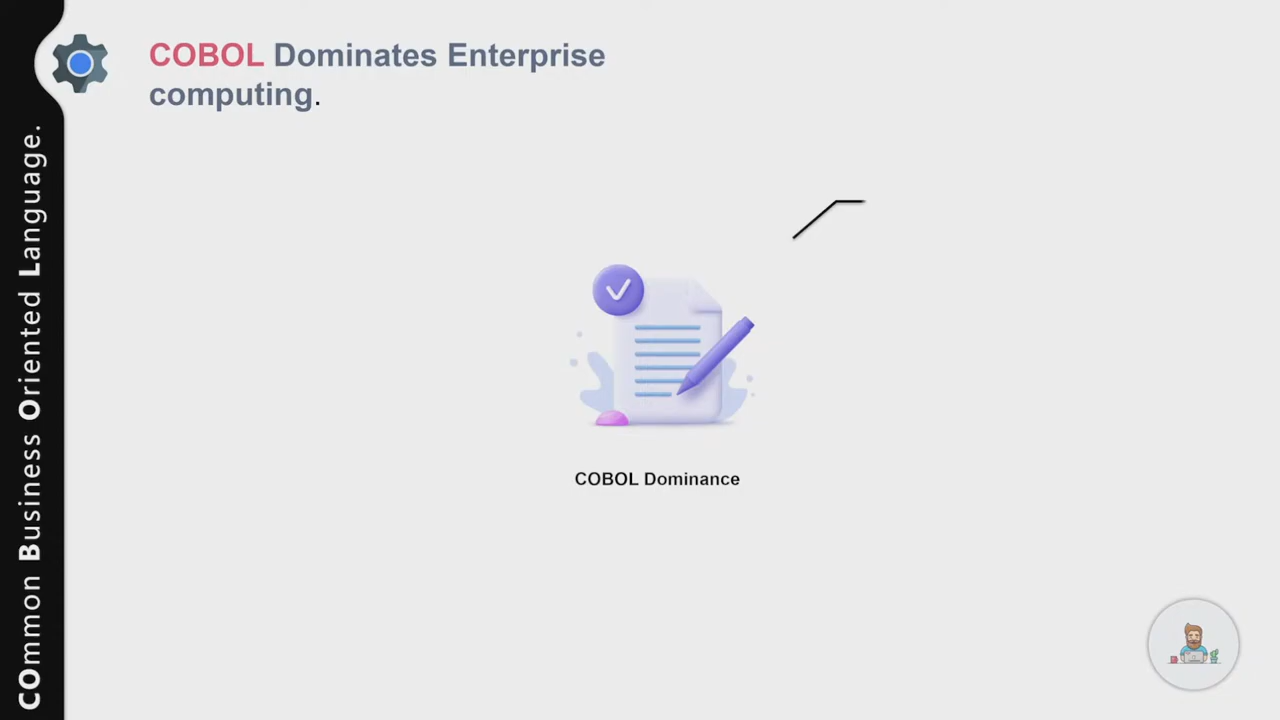 COBOL Dominates Enterprise
computing.
COBOL Dominance
COmmon Business Oriented Language.